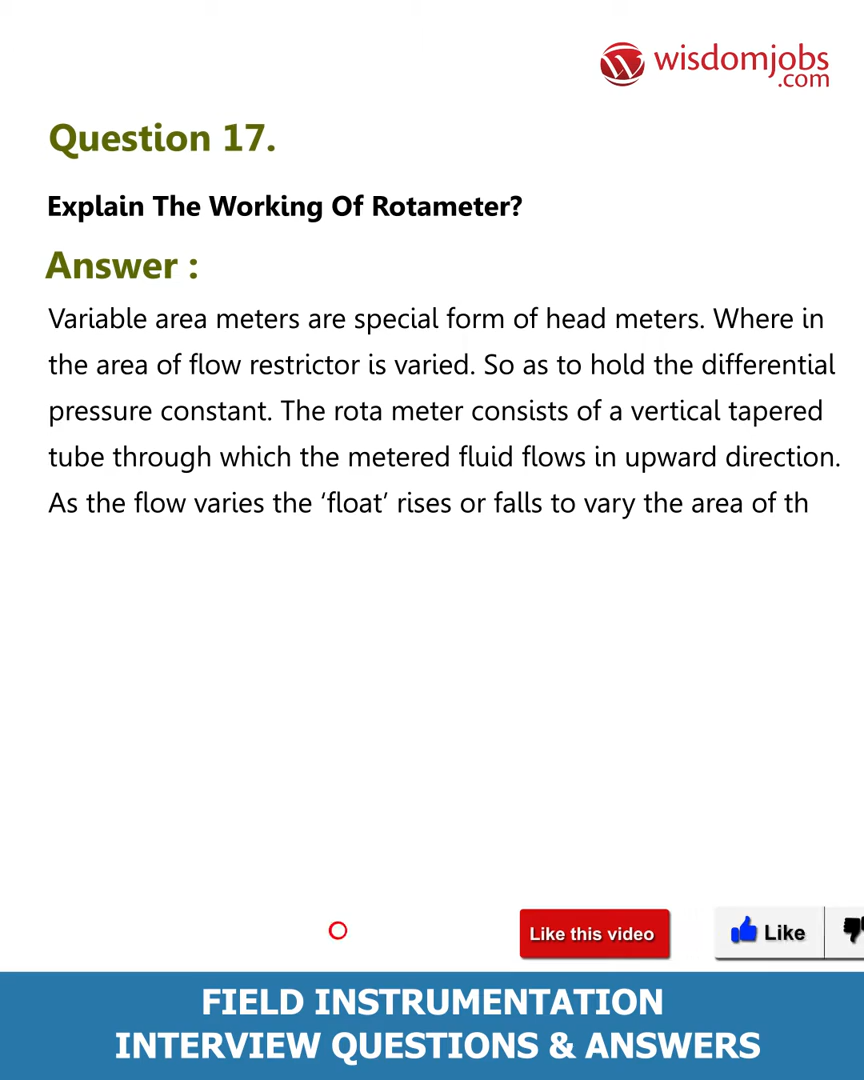 wisdomjobs
.com
Question 17.
Explain The Working Of Rotameter?
Answer :
Variable area meters are special form of head meters. Where in
the area of flow restrictor is varied. So as to hold the differential
pressure constant. The rota meter consists of a vertical tapered
tube through which the metered fluid flows in upward direction.
As the flow varies the ‘float’ rises or falls to vary the area of th
Like this video
Like
FIELD INSTRUMENTATION
INTERVIEW QUESTIONS & ANSWERS